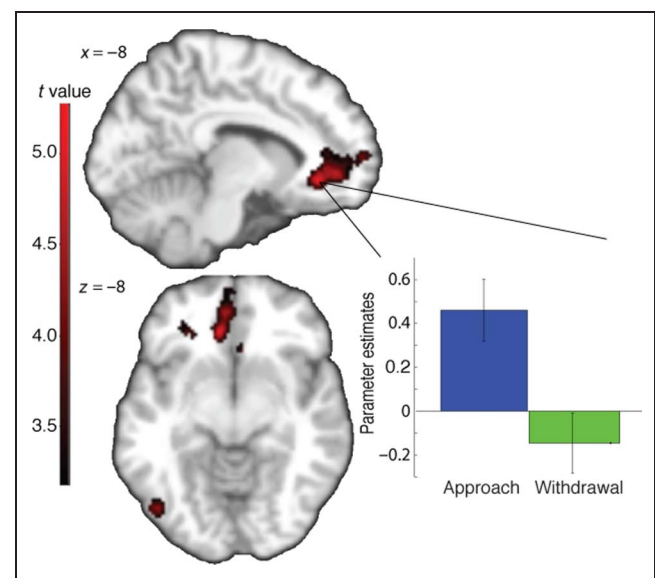 x = −8
t value
5.0
4.5
z = −8
4.0
3.5
Parameter estimates
0.6
0.4
0.2
0
−0.2
Approach Withdrawal